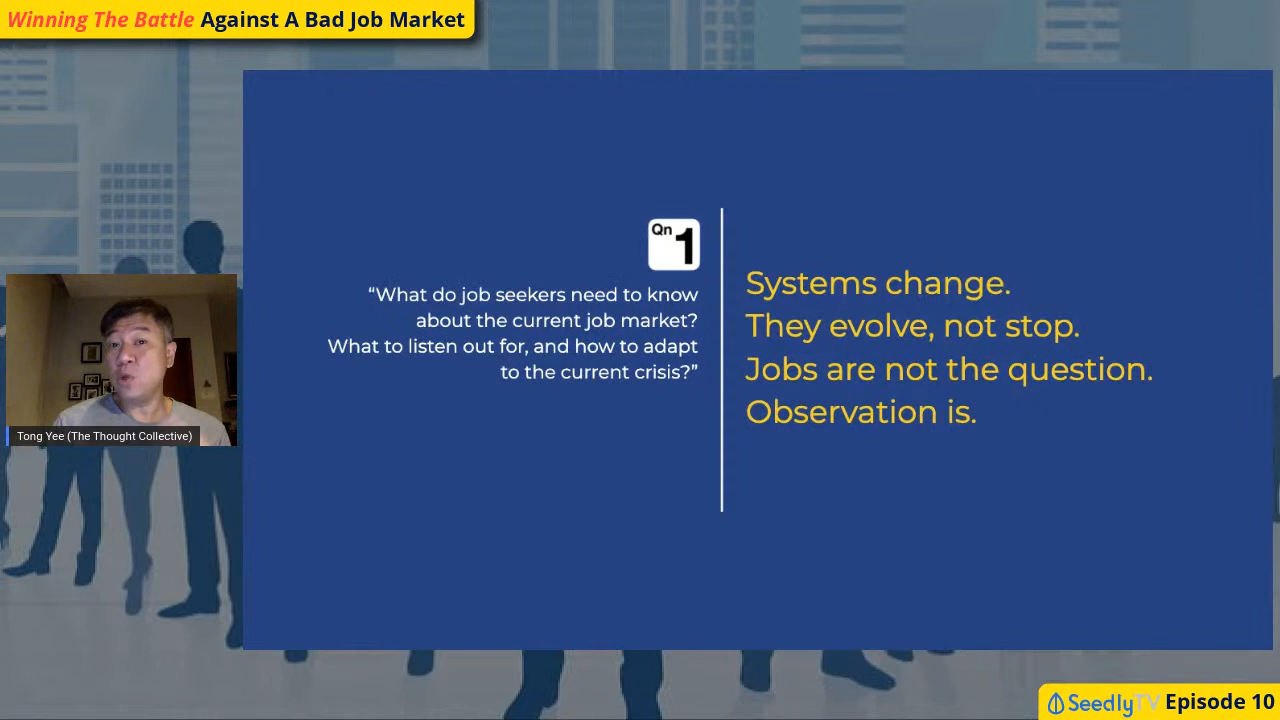 Winning The Battle Against A Bad Job Market
Qn 1
“What do job seekers need to know
about the current job market?
What to listen out for, and how to adapt
to the current crisis?”
Systems change.
They evolve, not stop.
Jobs are not the question.
Observation is.
Tong Yee (The Thought Collective)
SeedlyTV Episode 10